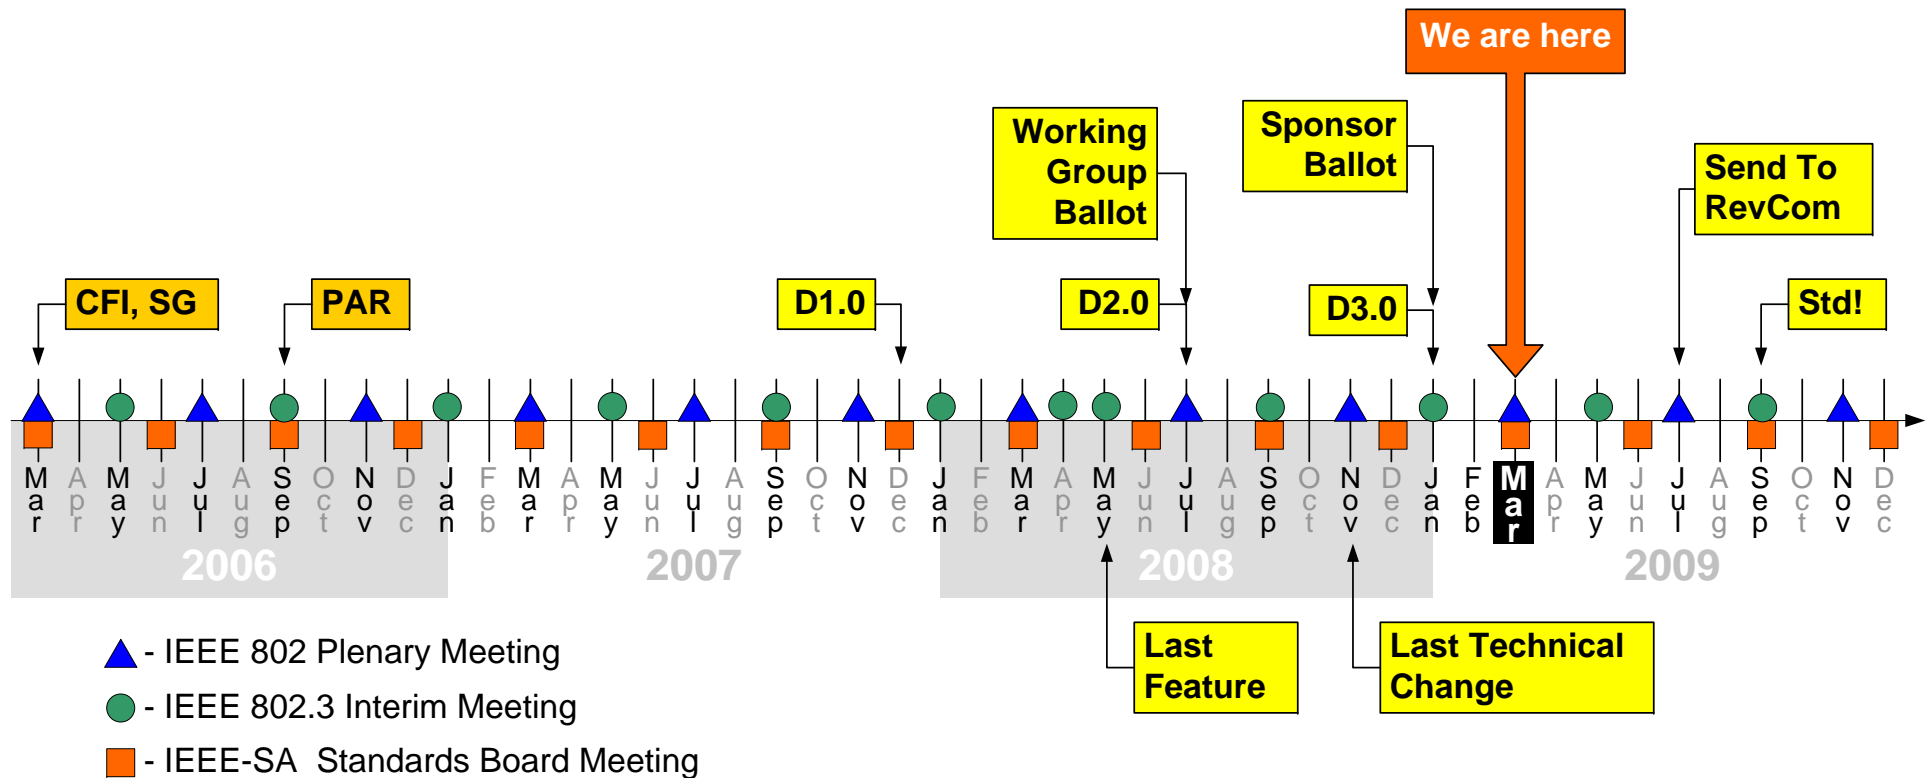 We are here
Working
Group
Ballot
Sponsor
Ballot
Send To
RevCom
CFI, SG
PAR
D1.0
D2.0
D3.0
Std!
Mar Apr May Jun Jul Aug Sep Oct Nov Dec Jan Feb Mar Apr May Jun Jul Aug Sep Oct Nov Dec Jan Feb Mar Apr May Jun Jul Aug Sep Oct Nov Dec Jan Feb Mar Apr May Jun Jul Aug Sep Oct Nov Dec
2006 2007 2008 2009
Last
Feature
Last Technical
Change
- IEEE 802 Plenary Meeting
- IEEE 802.3 Interim Meeting
- IEEE-SA Standards Board Meeting